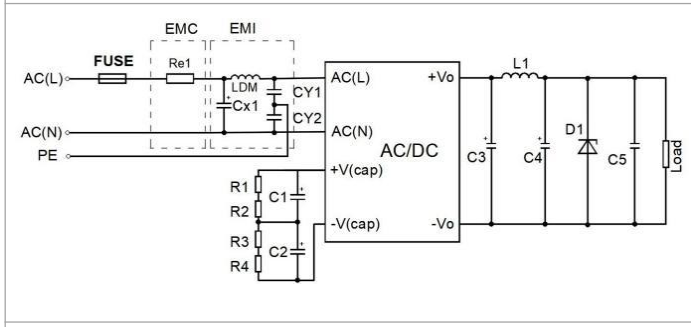 EMC EMI
FUSE
Re1
L1
AC(L)
LDM
AC(L)
+Vo
CY1
Cx1
CY2
AC(N)
AC(N)
PE
AC/DC
D1
C3
C4
C5
Load
+V(cap)
R1
C1
R2
-V(cap)
-Vo
R3
C2
R4